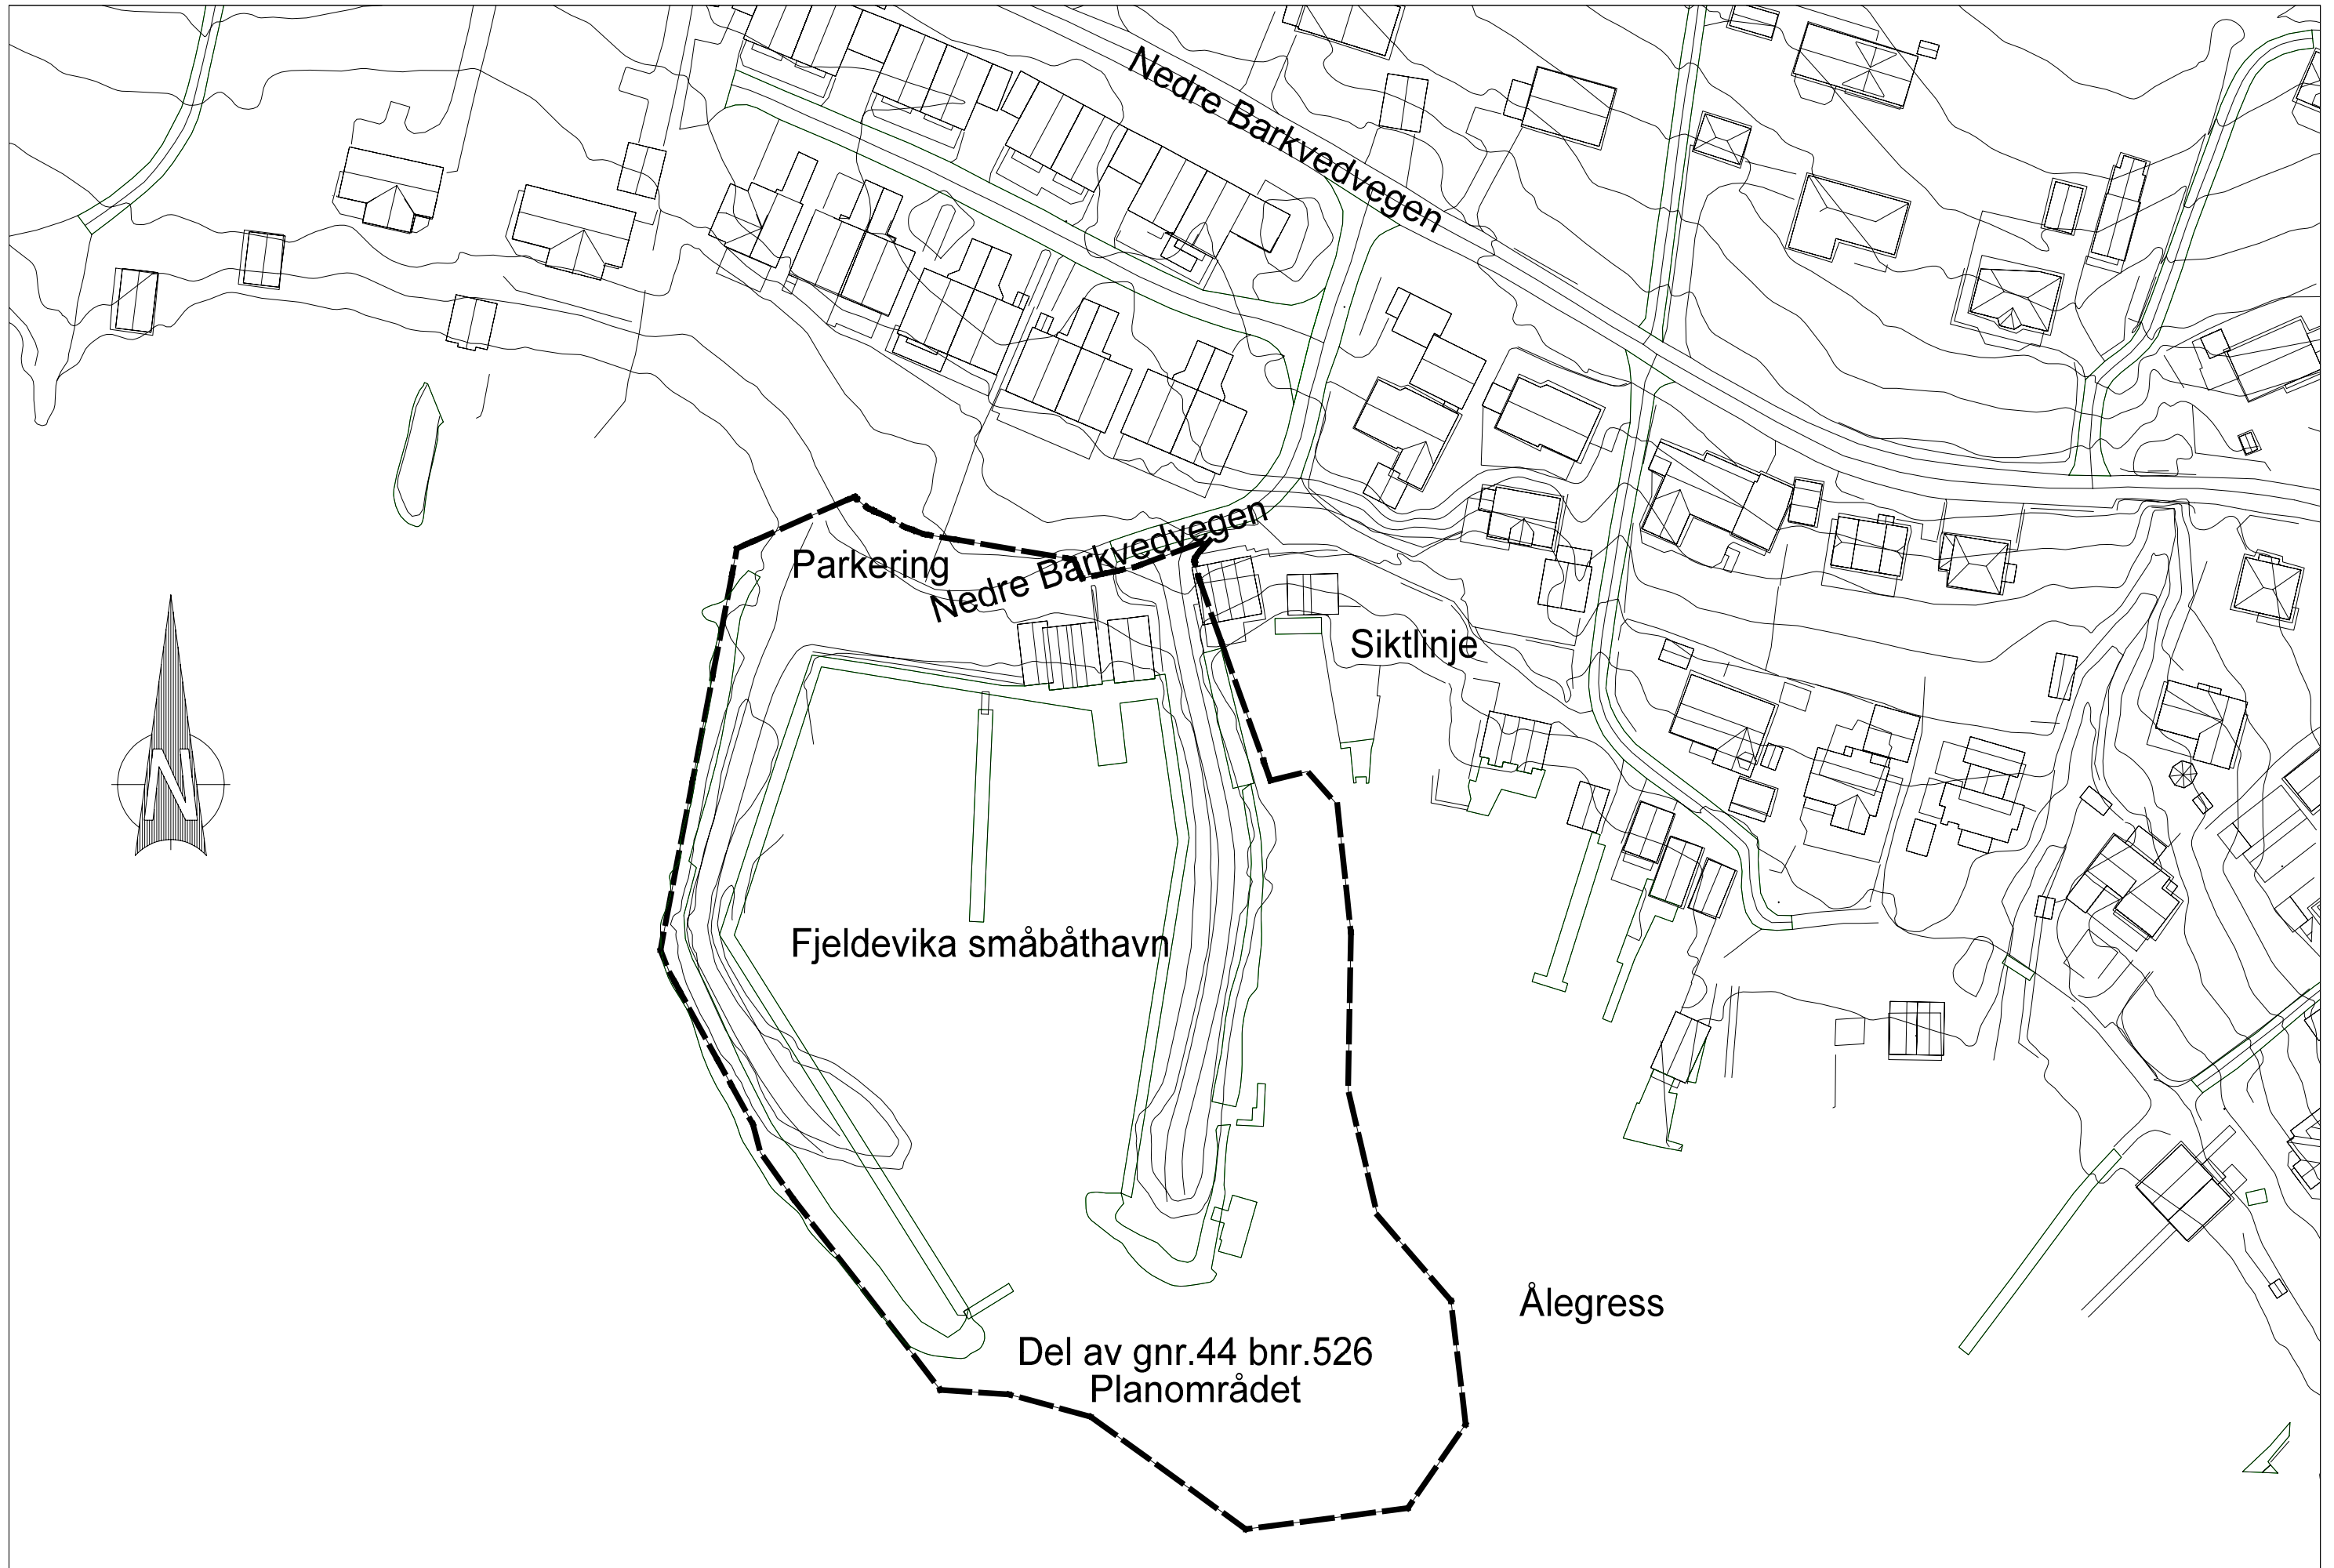 Nedre Barkvedvegen
Nedre Barkvedvegen
Parkering
Siktlinje
N
Fjeldevika småbåthavn
Ålegress
Del av gnr.44 bnr.526
Planområdet